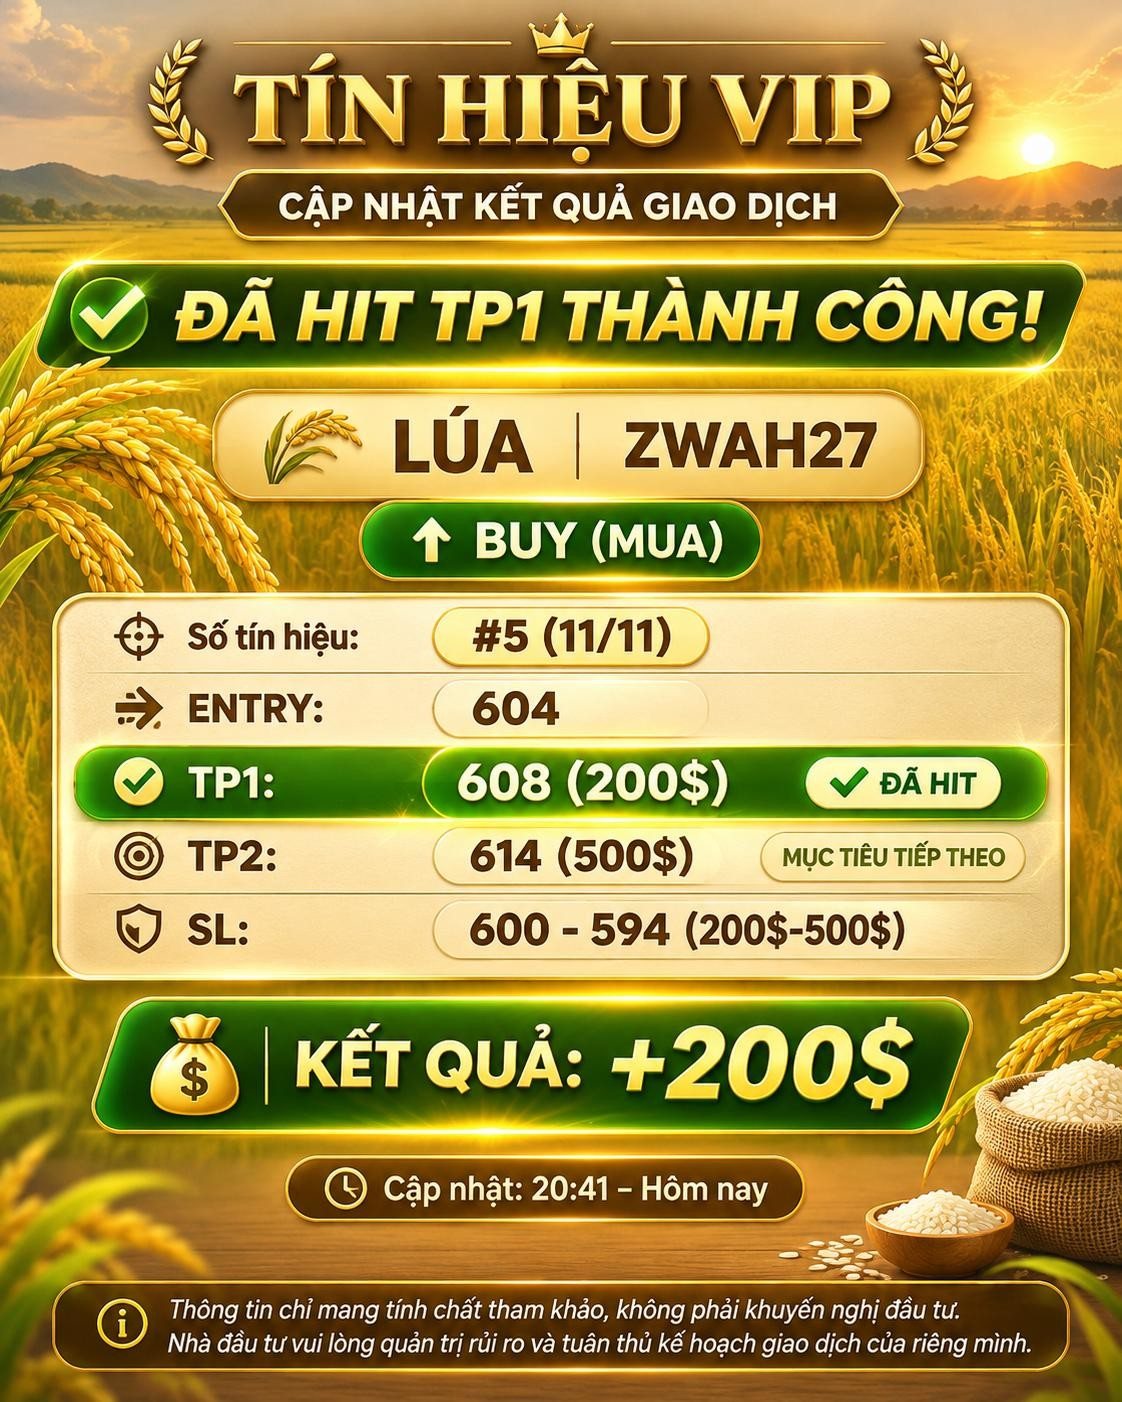 TÍN HIỆU VIP
CẬP NHẬT KẾT QUẢ GIAO DỊCH
ĐÃ HIT TP1 THÀNH CÔNG!
LÚA | ZWAH27
BUY (MUA)
Số tín hiệu: #5 (11/11)
ENTRY: 604
TP1: 608 (200$) ĐÃ HIT
TP2: 614 (500$) MỤC TIÊU TIẾP THEO
SL: 600 - 594 (200$-500$)
$ KẾT QUẢ: +200$
Cập nhật: 20:41 – Hôm nay
Thông tin chỉ mang tính chất tham khảo, không phải khuyến nghị đầu tư.
Nhà đầu tư vui lòng quản trị rủi ro và tuân thủ kế hoạch giao dịch của riêng mình.